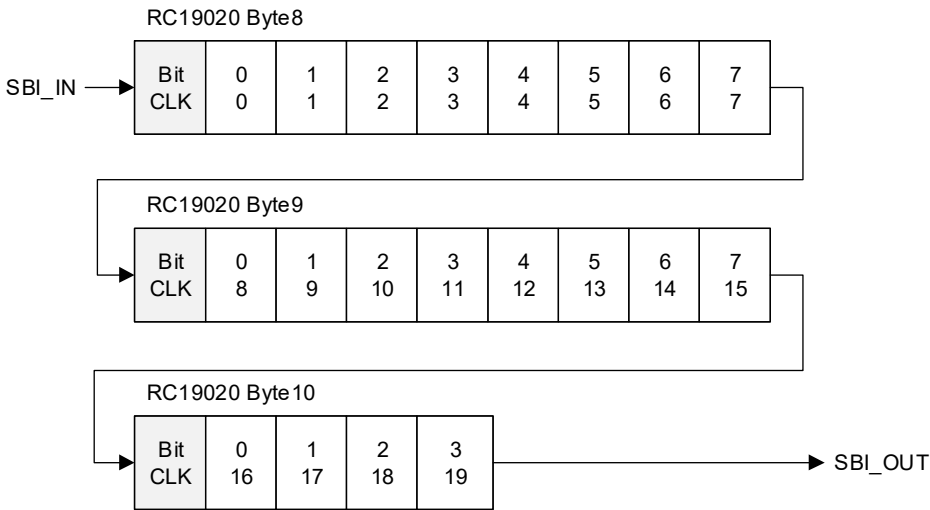 RC19020 Byte8
SBI_IN
Bit 0 1 2 3 4 5 6 7
CLK 0 1 2 3 4 5 6 7
RC19020 Byte9
Bit 0 1 2 3 4 5 6 7
CLK 8 9 10 11 12 13 14 15
RC19020 Byte10
Bit 0 1 2 3
CLK 16 17 18 19
SBI_OUT